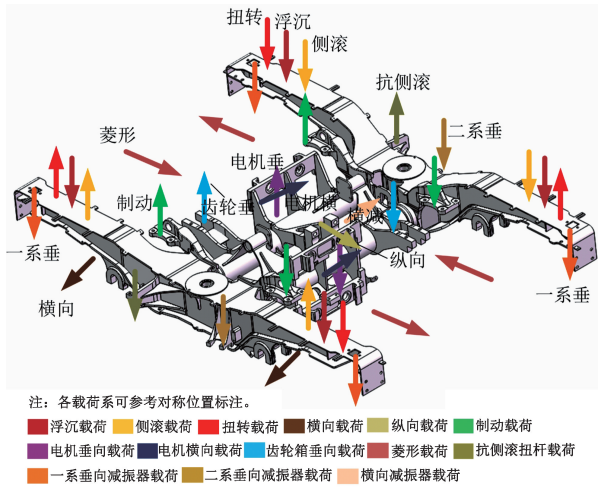 扭转
浮沉
侧滚
抗侧滚
二系垂
菱形
电机垂
制动
齿轮垂
电机横
横减
纵向
一系垂
一系垂
横向
注：各载荷系可参考对称位置标注。
浮沉载荷 侧滚载荷 扭转载荷 横向载荷 纵向载荷 制动载荷
电机垂向载荷 电机横向载荷 齿轮箱垂向载荷 菱形载荷 抗侧滚扭杆载荷
一系垂向减振器载荷 二系垂向减振器载荷 横向减振器载荷